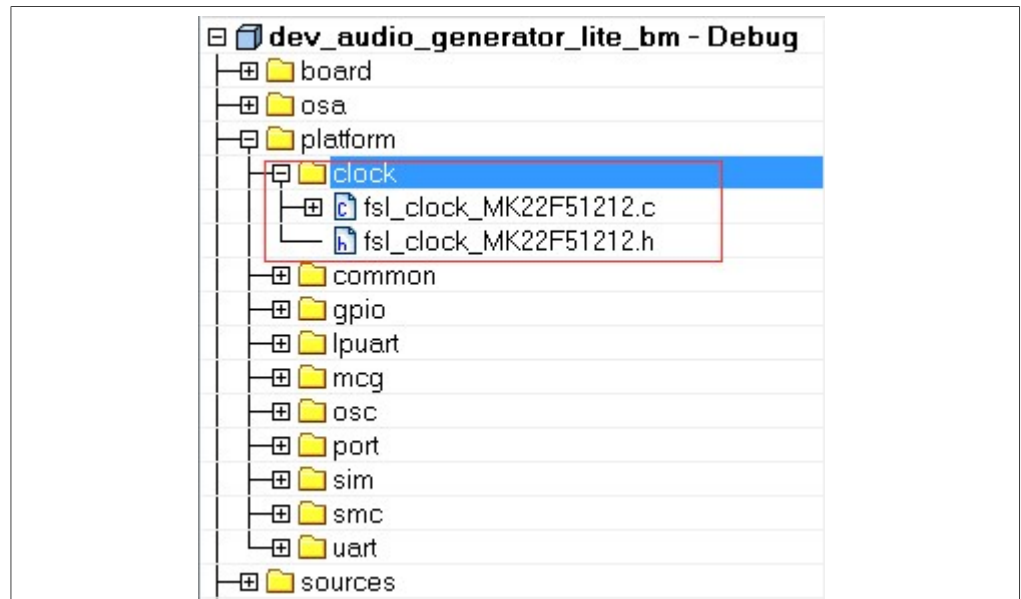 dev_audio_generator_lite_bm - Debug
board
osa
platform
clock
fsl_clock_MK22F51212.c
fsl_clock_MK22F51212.h
common
gpio
lpuart
mcg
osc
port
sim
smc
uart
sources